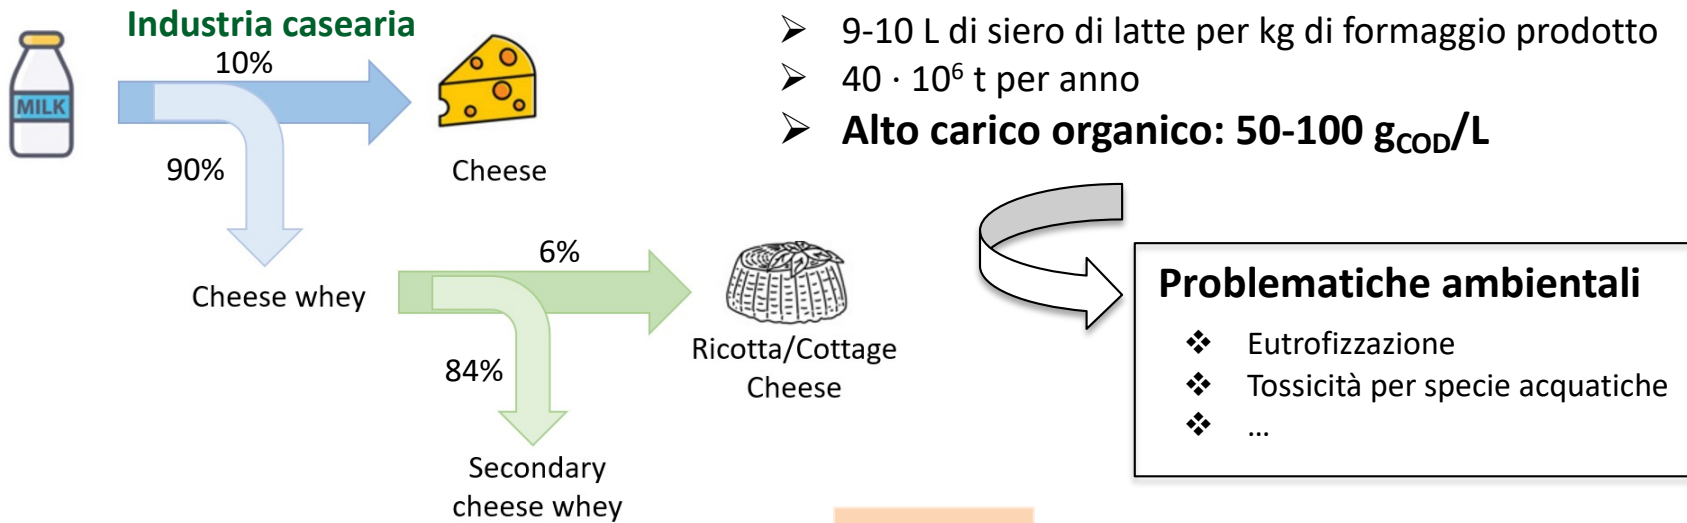 Industria casearia
10%
MILK
90%
Cheese
Cheese whey
6%
84%
Ricotta/Cottage
Cheese
Secondary
cheese whey
➢ 9-10 L di siero di latte per kg di formaggio prodotto
➢ 40 · 10⁶ t per anno
➢ Alto carico organico: 50-100 g_COD/L
Problematiche ambientali
❖ Eutrofizzazione
❖ Tossicità per specie acquatiche
❖ ...